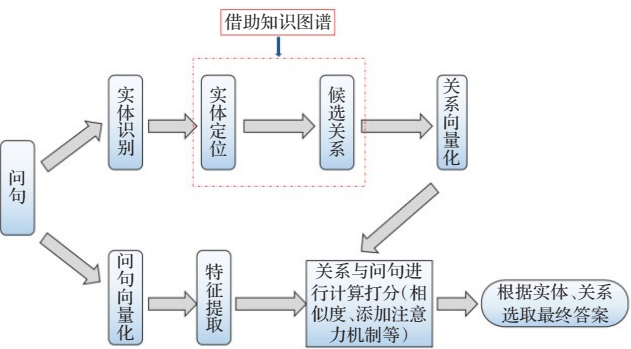 借助知识图谱
实体识别
实体定位
候选关系
关系向量化
问句
问句向量化
特征提取
关系与问句进
行计算打分(相
似度、添加注意
力机制等)
根据实体、关系
选取最终答案